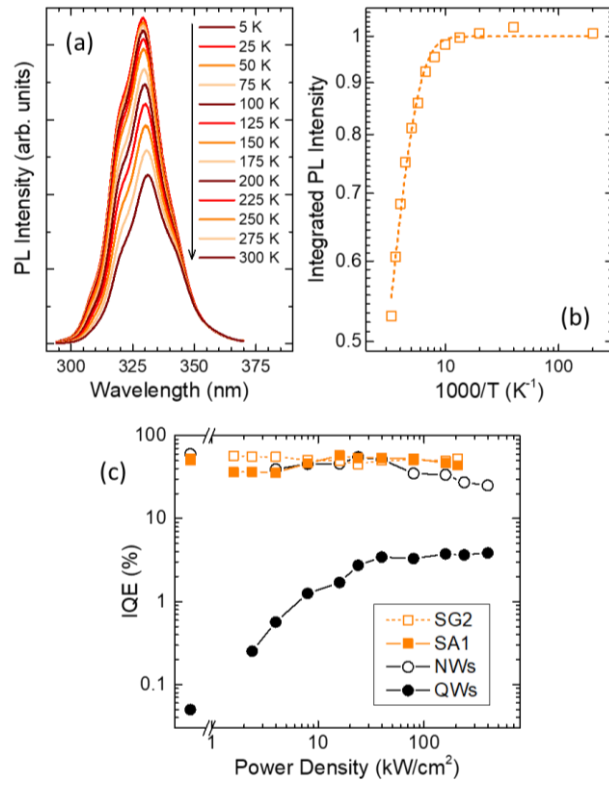 (a)
5 K
25 K
50 K
75 K
100 K
125 K
150 K
175 K
200 K
225 K
250 K
275 K
300 K
PL Intensity (arb. units)
300 325 350 375
Wavelength (nm)
1
0.9
0.8
0.7
0.6
0.5
Integrated PL Intensity
(b)
10 100
1000/T (K⁻¹)
(c)
100
10
1
0.1
IQE (%)
SG2
SA1
NWs
QWs
1 10 100
Power Density (kW/cm²)